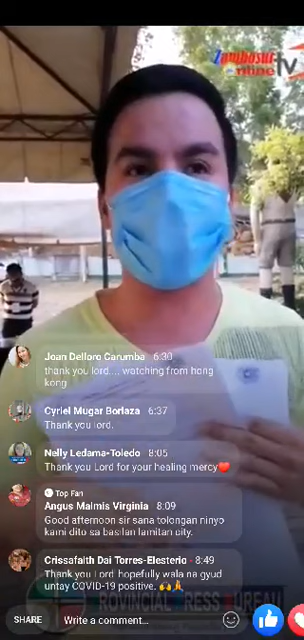 Zambosur
Online tv
Joan Delloro Carumba · 6:30
thank you lord.... watching from hong
kong
Cyriel Mugar Borlaza · 6:37
Thank you lord.
Nelly Ledama-Toledo · 8:05
Thank you Lord for your healing mercy❤️
Top Fan
Angus Malmis Virginia · 8:09
Good afternoon sir sana tolongan ninyo
kami dito sa basilan lamitan city.
Crissafaith Dai Torres-Elesterio · 8:49
Thank you Lord hopefully wala na gyud
untay COVID-19 positive. 🙌🙏
PROVINCIAL PRESS BUREAU
SHARE
Write a comment...